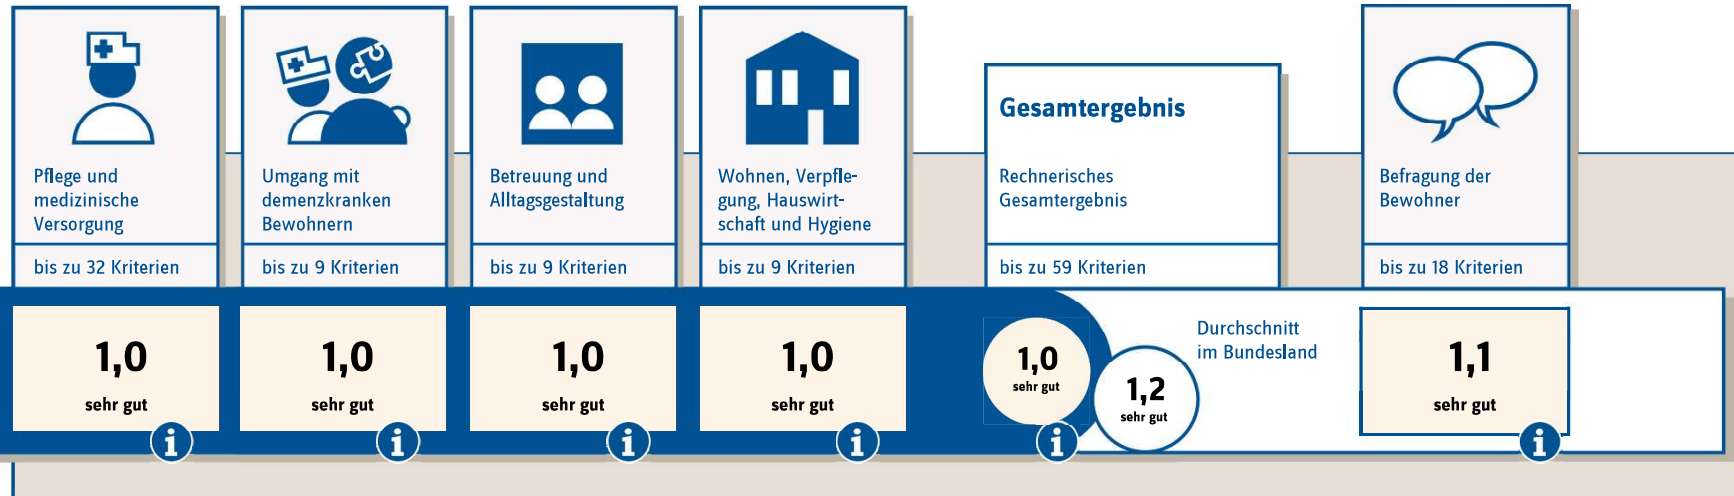 Pflege und
medizinische
Versorgung
bis zu 32 Kriterien
1,0
sehr gut
i
Umgang mit
demenzkranken
Bewohnern
bis zu 9 Kriterien
1,0
sehr gut
i
Betreuung und
Alltagsgestaltung
bis zu 9 Kriterien
1,0
sehr gut
i
Wohnen, Verpfle-
gung, Hauswirt-
schaft und Hygiene
bis zu 9 Kriterien
1,0
sehr gut
i
Gesamtergebnis
Rechnerisches
Gesamtergebnis
bis zu 59 Kriterien
1,0
sehr gut
i
Durchschnitt
im Bundesland
1,2
sehr gut
Befragung der
Bewohner
bis zu 18 Kriterien
1,1
sehr gut
i